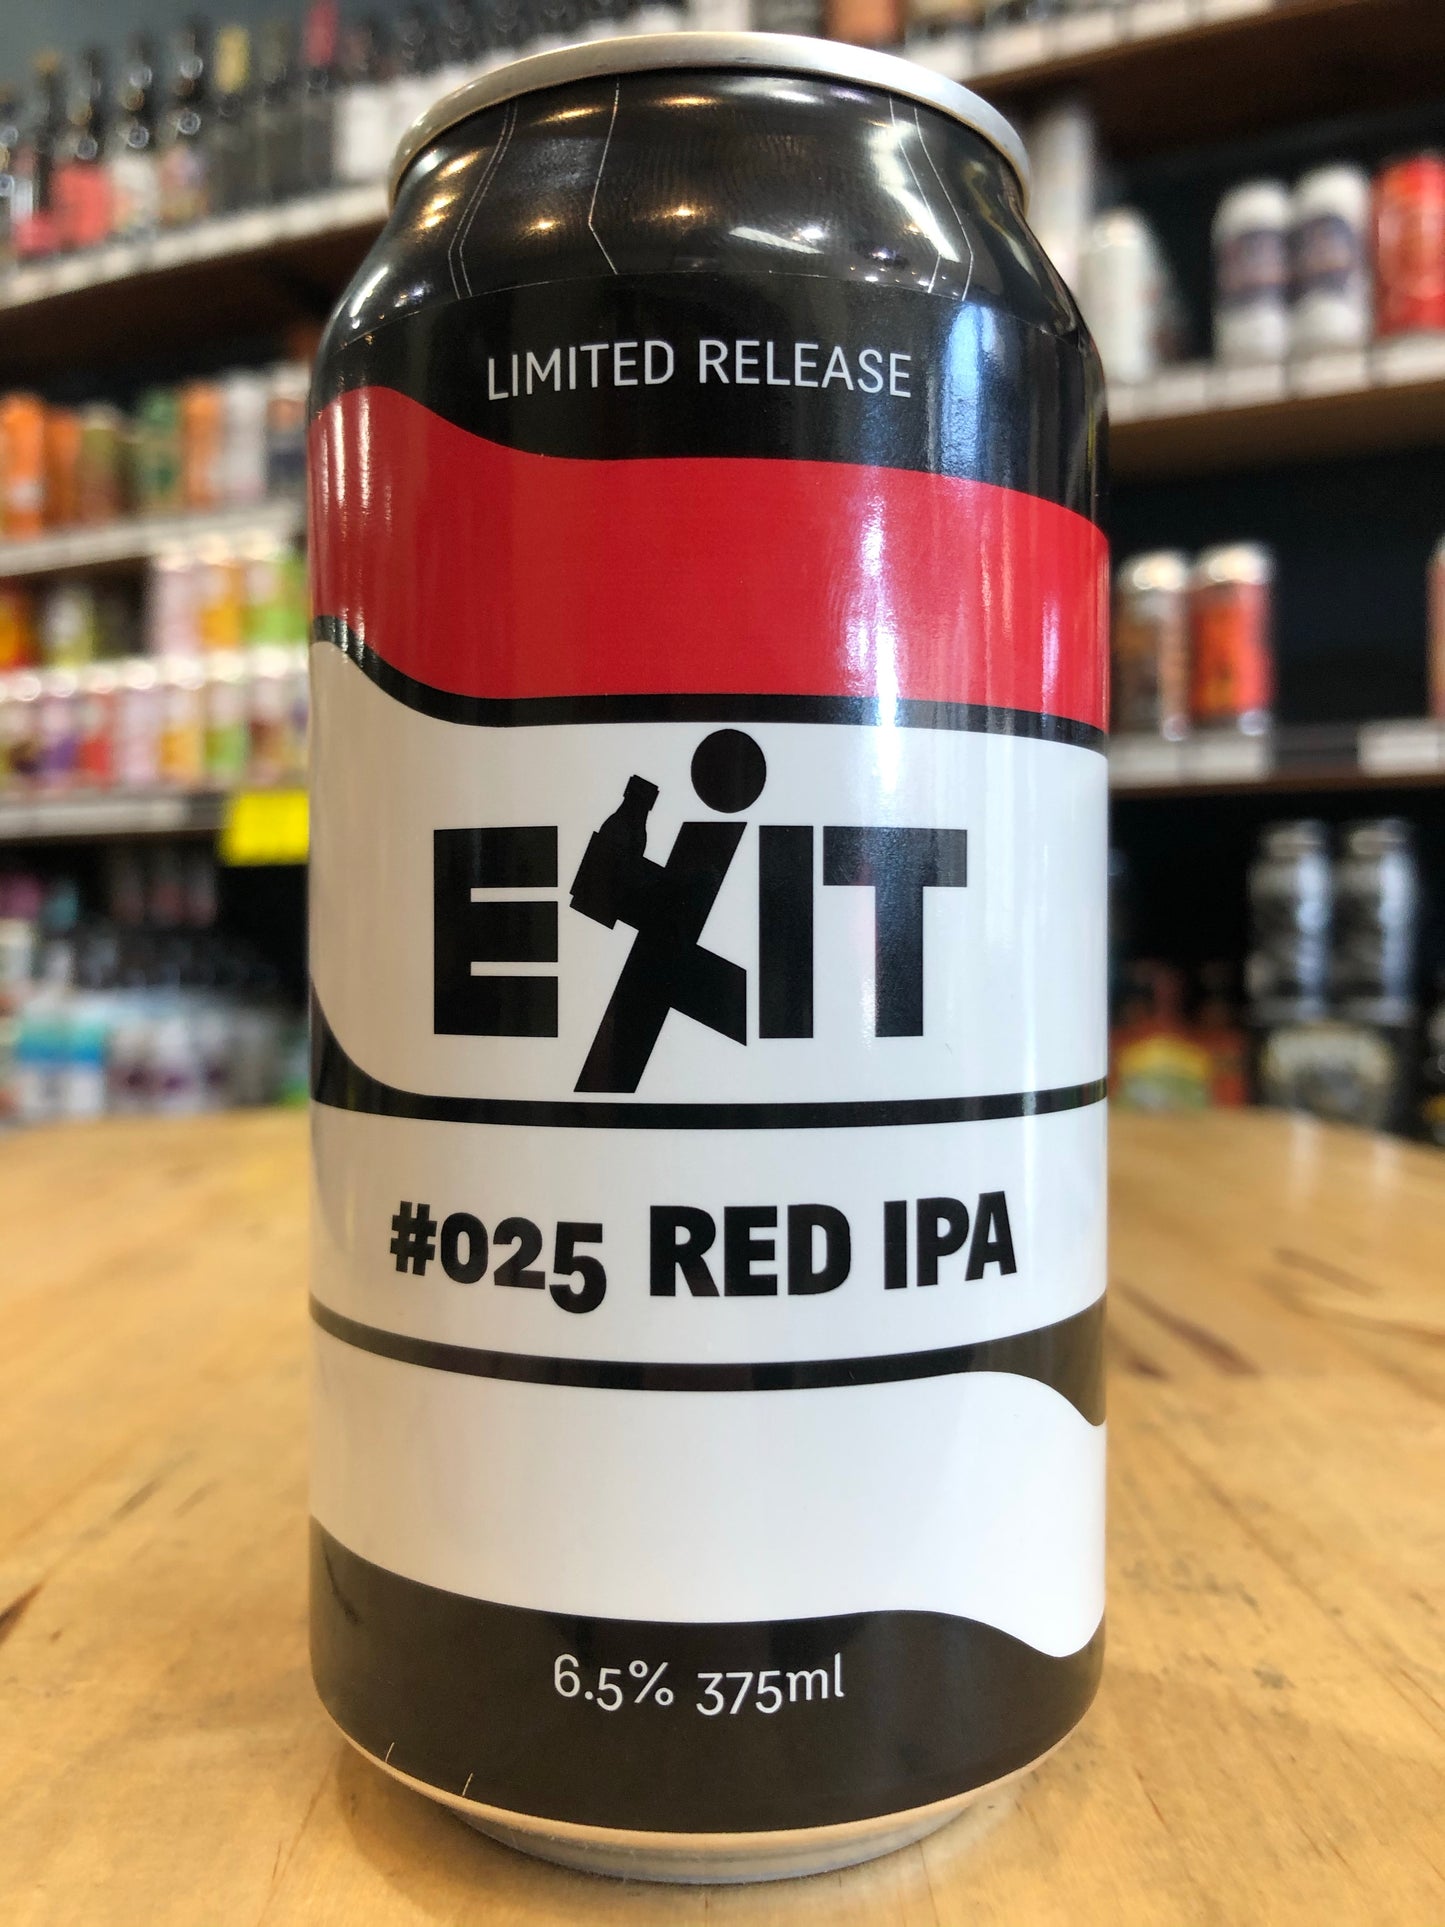 LIMITED RELEASE
EXIT
#025 RED IPA
6.5% 375ml